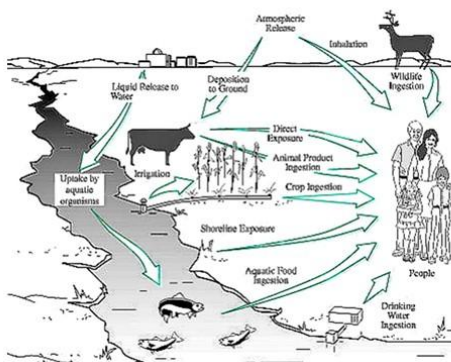 Atmospheric
Release
Inhalation
Wildlife
Ingestion
Liquid Release to
Water
Deposition
to Ground
Direct
Exposure
Animal Product
Ingestion
Irrigation
Crop Ingestion
Uptake by
aquatic
organisms
Shoreline Exposure
Aquatic Food
Ingestion
People
Drinking
Water
Ingestion